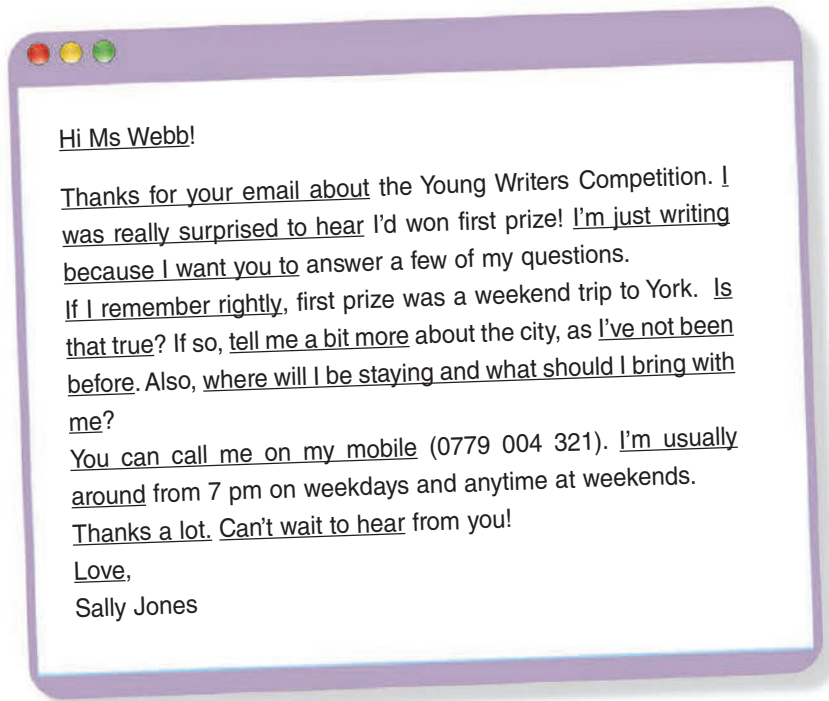 Hi Ms Webb!
Thanks for your email about the Young Writers Competition. I
was really surprised to hear I'd won first prize! I'm just writing
because I want you to answer a few of my questions.
If I remember rightly, first prize was a weekend trip to York. Is
that true? If so, tell me a bit more about the city, as I've not been
before. Also, where will I be staying and what should I bring with
me?
You can call me on my mobile (0779 004 321). I'm usually
around from 7 pm on weekdays and anytime at weekends.
Thanks a lot. Can't wait to hear from you!
Love,
Sally Jones